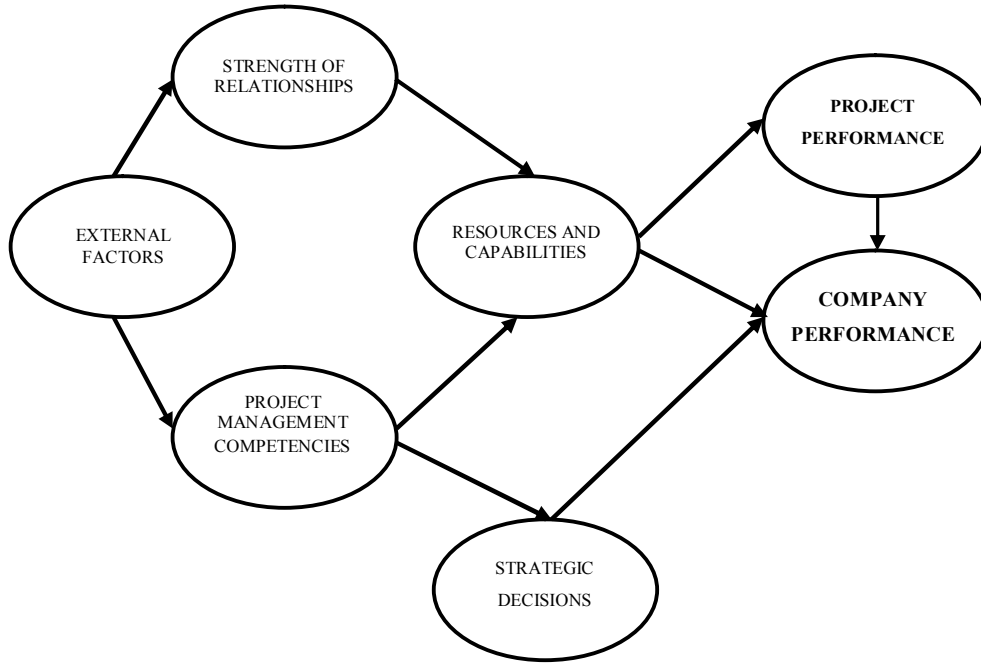 STRENGTH OF
RELATIONSHIPS
PROJECT
PERFORMANCE
EXTERNAL
FACTORS
RESOURCES AND
CAPABILITIES
COMPANY
PERFORMANCE
PROJECT
MANAGEMENT
COMPETENCIES
STRATEGIC
DECISIONS